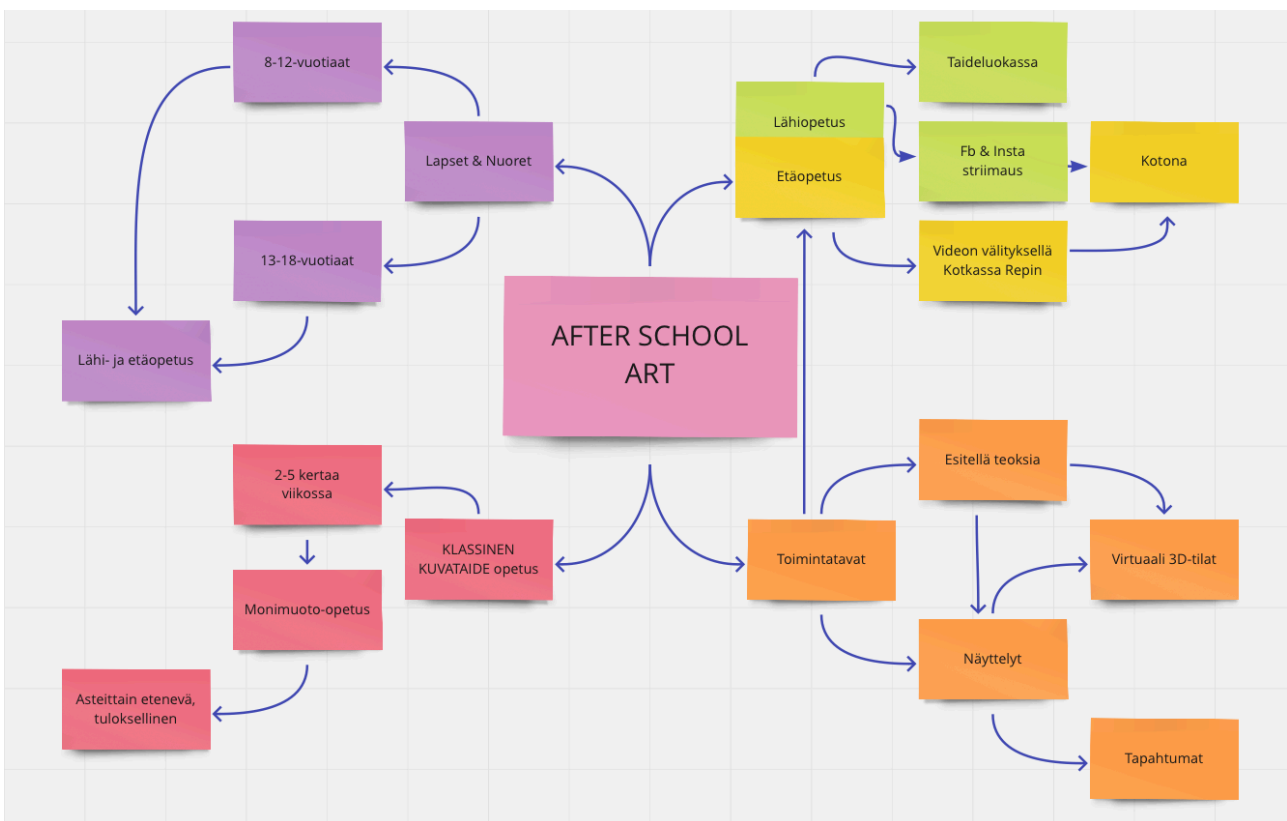 8-12-vuotiaat
Lapset & Nuoret
13-18-vuotiaat
Lähi- ja etäopetus
Lähiopetus
Etäopetus
Taideluokassa
Fb & Insta
striimaus
Kotona
Videon välityksellä
Kotkassa Repin
AFTER SCHOOL
ART
2-5 kertaa
viikossa
KLASSINEN
KUVATAIDE opetus
Monimuoto-opetus
Asteittain etenevä,
tuloksellinen
Toimintatavat
Esitellä teoksia
Virtuaali 3D-tilat
Näyttelyt
Tapahtumat